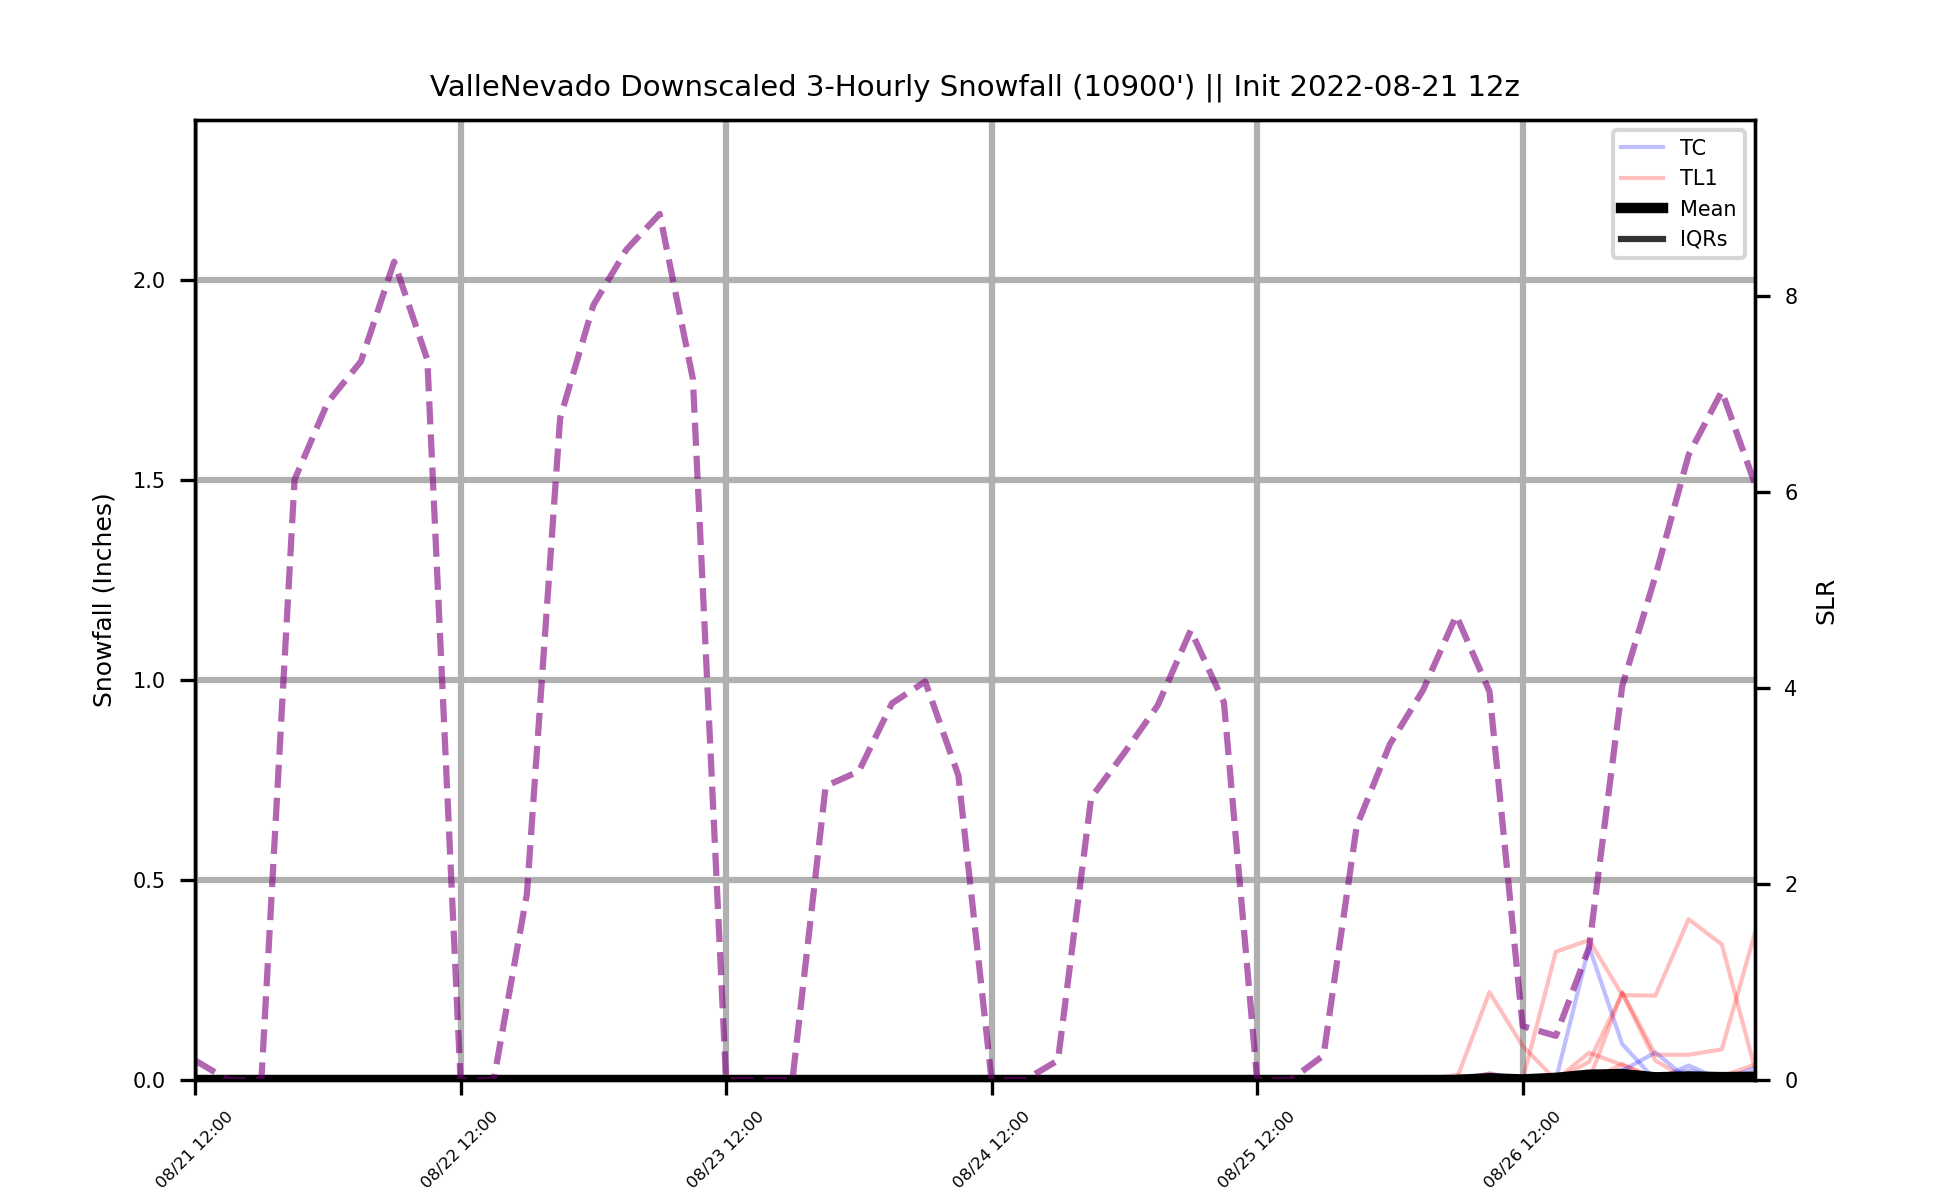 ValleNevado Downscaled 3-Hourly Snowfall (10900') || Init 2022-08-21 12z
TC
TL1
Mean
IQRs
Snowfall (Inches)
2.0
1.5
1.0
0.5
0.0
SLR
8
6
4
2
0
08/21 12:00
08/22 12:00
08/23 12:00
08/24 12:00
08/25 12:00
08/26 12:00